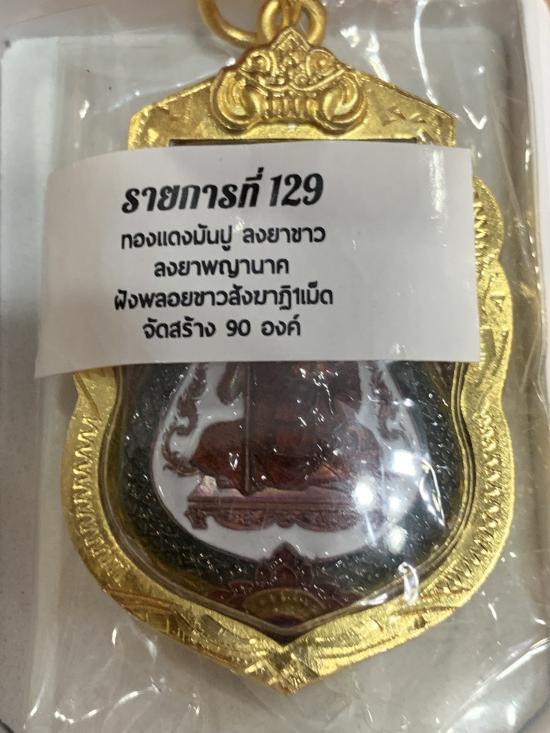 รายการที่ 129
ทองแดงมันปู ลงยาขาว
ลงยาพญานาค
ฝังพลอยขาวสังฆาฏิ1เม็ด
จัดสร้าง 90 องค์